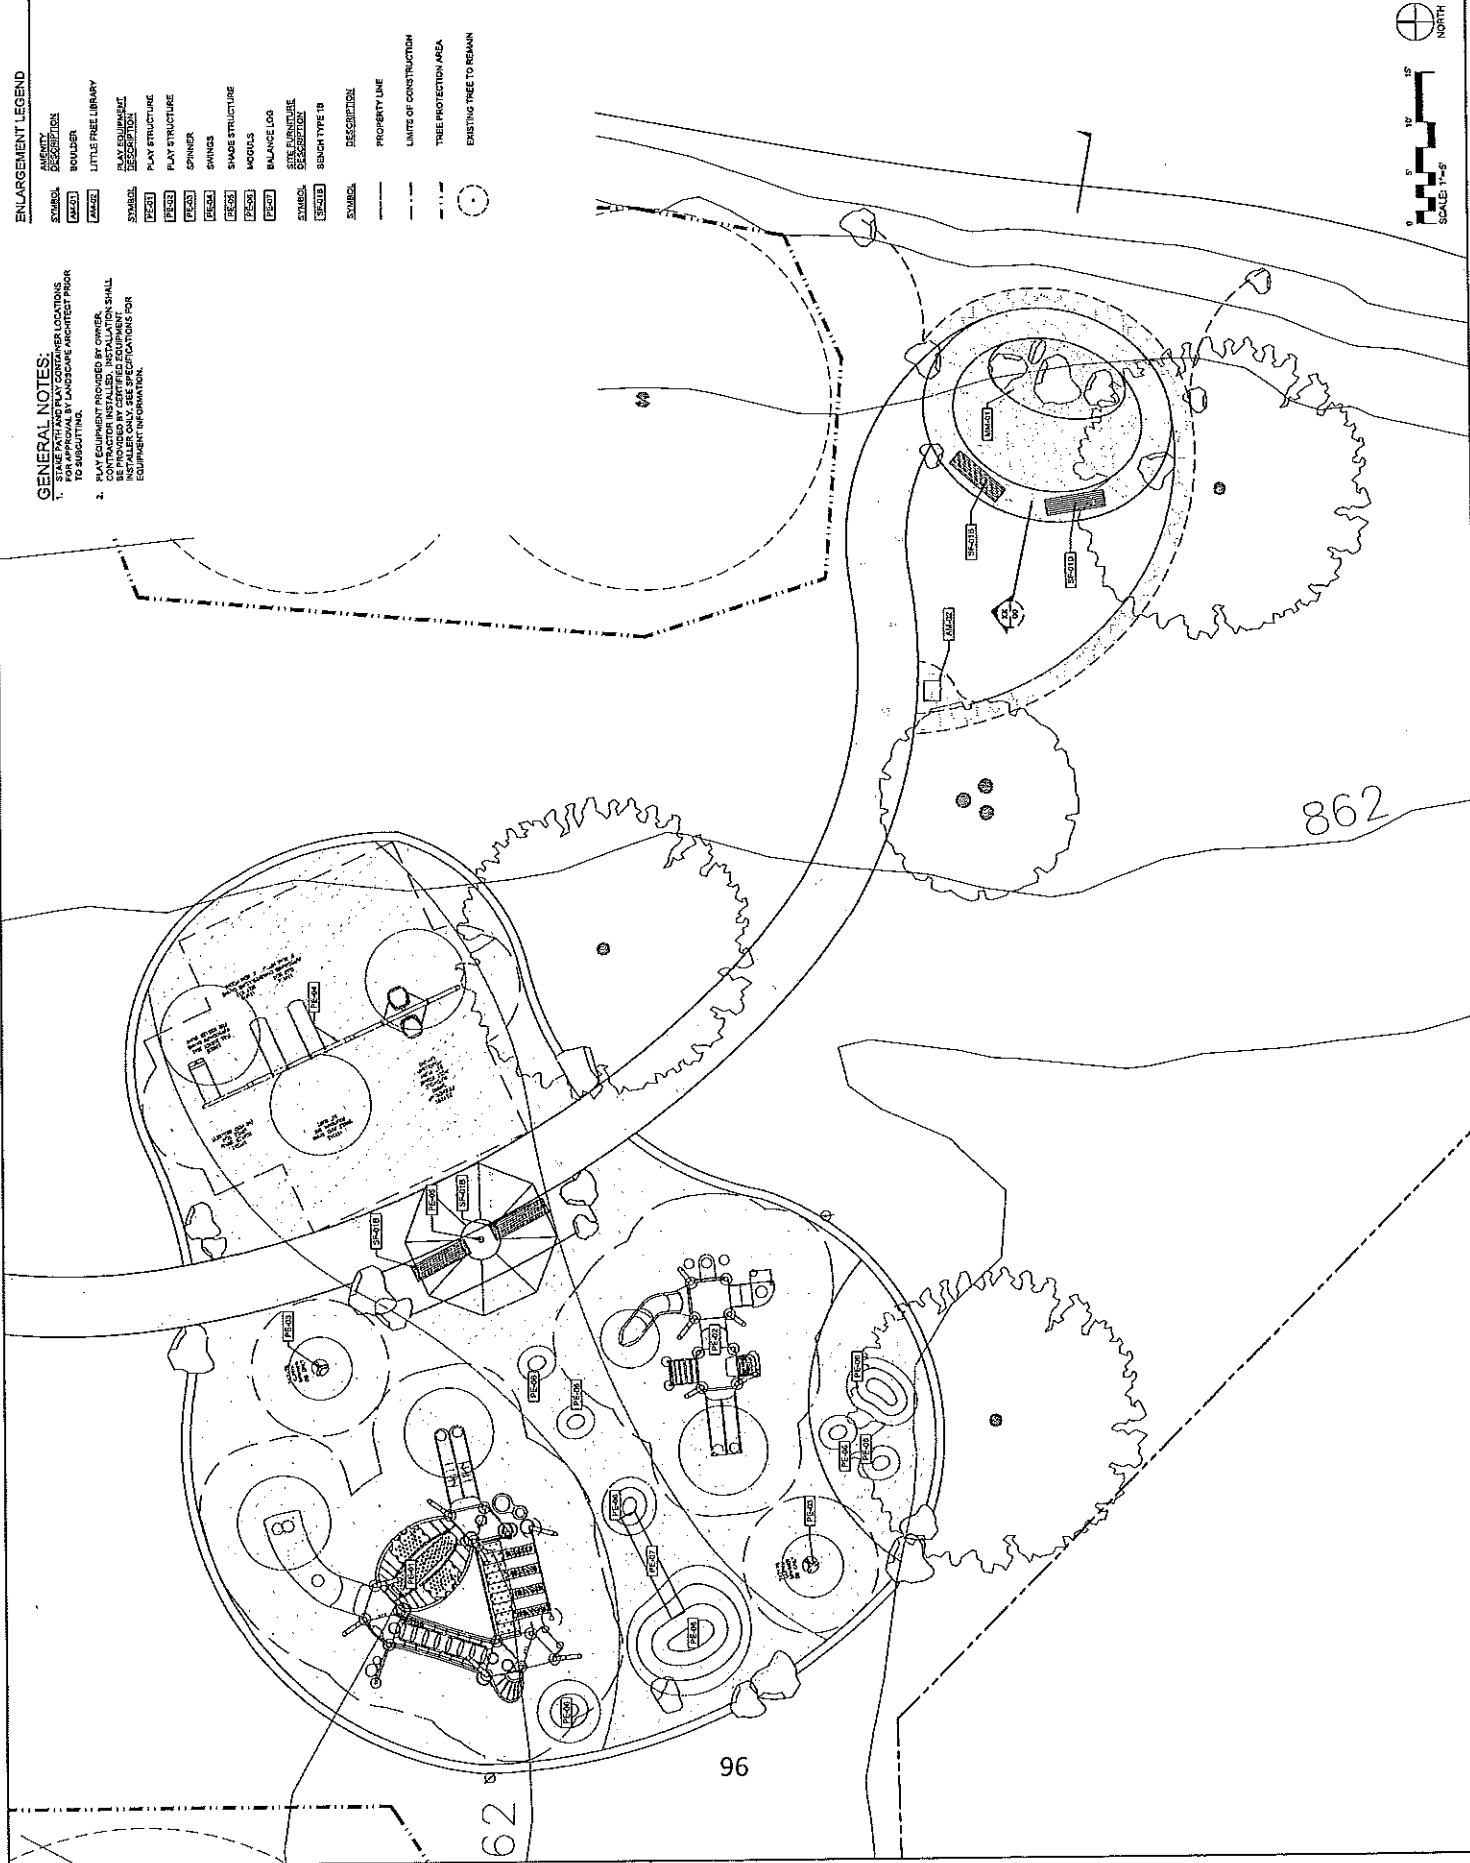 ENLARGEMENT LEGEND
SYMBOL AMENITY DESCRIPTION
AM-01 BOULDER
AM-02 LITTLE FREE LIBRARY
SYMBOL PLAY EQUIPMENT DESCRIPTION
PE-01 PLAY STRUCTURE
PE-02 PLAY STRUCTURE
PE-03 SPINNER
PE-04 SWINGS
PE-05 SHADE STRUCTURE
PE-06 MOGULS
PE-07 BALANCE LOG
SYMBOL SITE FURNITURE DESCRIPTION
SF-01B BENCH TYPE 1B
SYMBOL DESCRIPTION
PROPERTY LINE
LIMITS OF CONSTRUCTION
TREE PROTECTION AREA
EXISTING TREE TO REMAIN
GENERAL NOTES:
1. STAKE PATH AND PLAY CONTAINER LOCATIONS
FOR APPROVAL BY LANDSCAPE ARCHITECT PRIOR
TO SUBCUTTING.
2. PLAY EQUIPMENT PROVIDED BY OWNER,
CONTRACTOR INSTALLED. INSTALLATION SHALL
BE PROVIDED BY CERTIFIED EQUIPMENT
INSTALLER ONLY. SEE SPECIFICATIONS FOR
EQUIPMENT INFORMATION.
NORTH
0 5' 10' 15'
SCALE: 1"=5'
SF-01B
AM-02
862
PE-04
SF-01B
PE-05
SF-01B
PE-03
PE-02
PE-06
PE-06
PE-06
PE-06
PE-01
PE-06
PE-07
PE-03
PE-06
PE-06
62
96